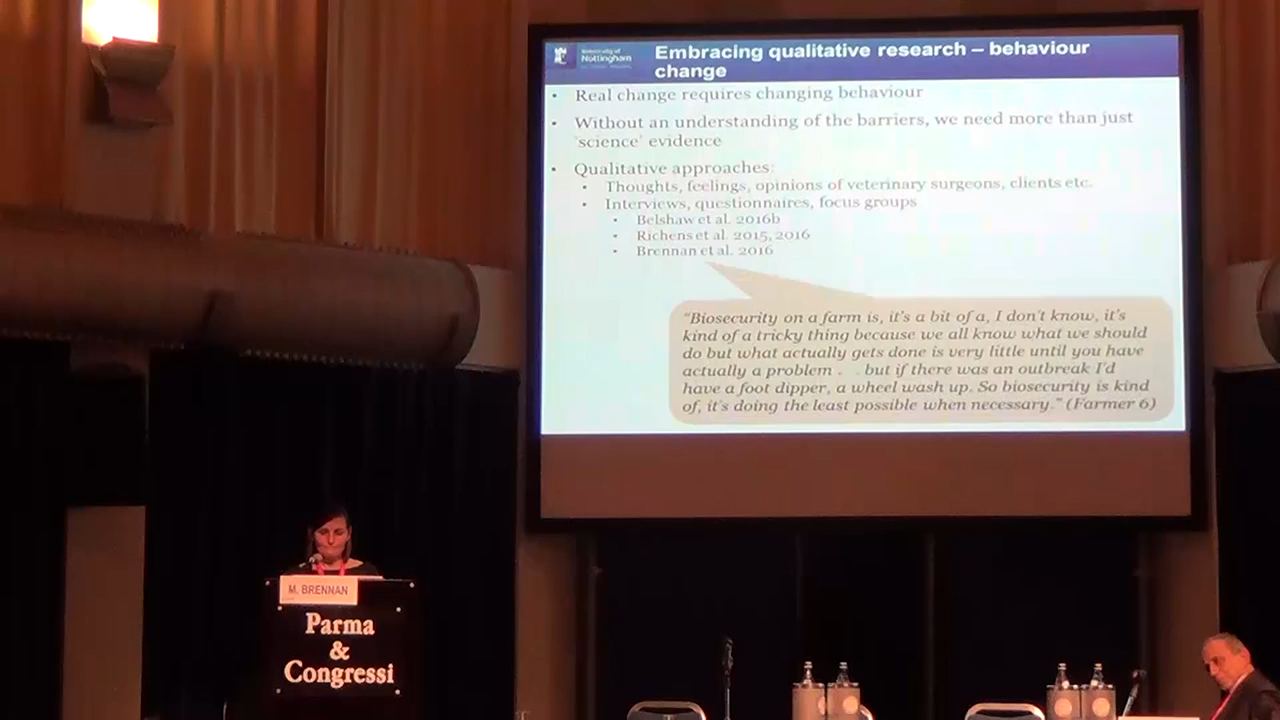 University of
Nottingham
Embracing qualitative research – behaviour
change
• Real change requires changing behaviour
• Without an understanding of the barriers, we need more than just
'science' evidence
• Qualitative approaches:
• Thoughts, feelings, opinions of veterinary surgeons, clients etc.
• Interviews, questionnaires, focus groups
• Belshaw et al. 2016b
• Richens et al. 2015, 2016
• Brennan et al. 2016
"Biosecurity on a farm is, it's a bit of a, I don't know, it's
kind of a tricky thing because we all know what we should
do but what actually gets done is very little until you have
actually a problem . . but if there was an outbreak I'd
have a foot dipper, a wheel wash up. So biosecurity is kind
of, it's doing the least possible when necessary." (Farmer 6)
M. BRENNAN
Parma
&
Congressi